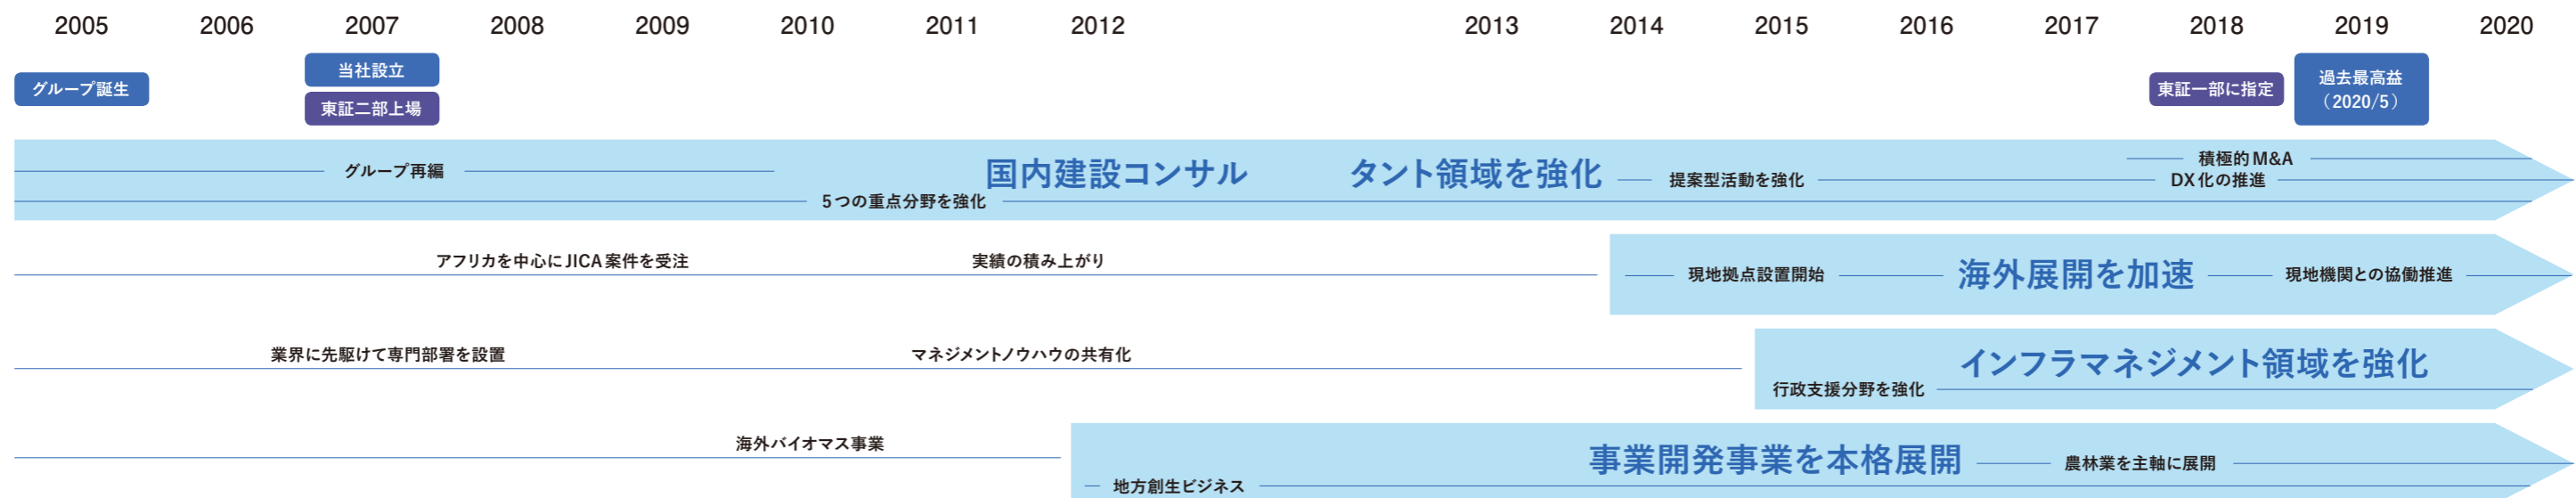 2005 2006 2007 2008 2009 2010 2011 2012 2013 2014 2015 2016 2017 2018 2019 2020
グループ誕生
当社設立
東証二部上場
東証一部に指定
過去最高益
（2020/5）
グループ再編
国内建設コンサル タント領域を強化
提案型活動を強化
積極的M&A
DX化の推進
5つの重点分野を強化
アフリカを中心にJICA案件を受注
実績の積み上がり
現地拠点設置開始
海外展開を加速
現地機関との協働推進
業界に先駆けて専門部署を設置
マネジメントノウハウの共有化
インフラマネジメント領域を強化
行政支援分野を強化
海外バイオマス事業
事業開発事業を本格展開
農林業を主軸に展開
地方創生ビジネス